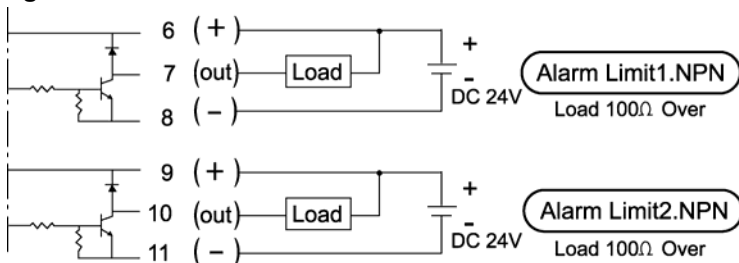 6 (+)
7 (out) Load
8 (−)
+
-
DC 24V
Alarm Limit1.NPN
Load 100Ω Over
9 (+)
10 (out) Load
11 (−)
+
-
DC 24V
Alarm Limit2.NPN
Load 100Ω Over